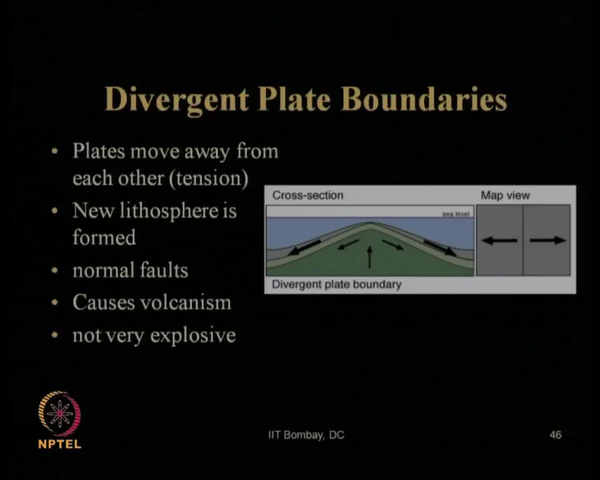 Divergent Plate Boundaries
• Plates move away from
each other (tension)
• New lithosphere is
formed
• normal faults
• Causes volcanism
• not very explosive
Cross-section
Map view
sea level
Divergent plate boundary
NPTEL
IIT Bombay, DC
46